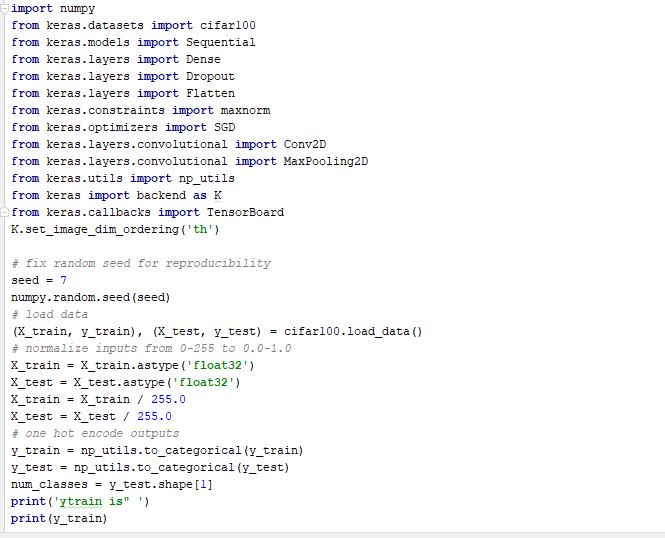 import numpy
from keras.datasets import cifar100
from keras.models import Sequential
from keras.layers import Dense
from keras.layers import Dropout
from keras.layers import Flatten
from keras.constraints import maxnorm
from keras.optimizers import SGD
from keras.layers.convolutional import Conv2D
from keras.layers.convolutional import MaxPooling2D
from keras.utils import np_utils
from keras import backend as K
from keras.callbacks import TensorBoard
K.set_image_dim_ordering('th')
# fix random seed for reproducibility
seed = 7
numpy.random.seed(seed)
# load data
(X_train, y_train), (X_test, y_test) = cifar100.load_data()
# normalize inputs from 0-255 to 0.0-1.0
X_train = X_train.astype('float32')
X_test = X_test.astype('float32')
X_train = X_train / 255.0
X_test = X_test / 255.0
# one hot encode outputs
y_train = np_utils.to_categorical(y_train)
y_test = np_utils.to_categorical(y_test)
num_classes = y_test.shape[1]
print('ytrain is" ')
print(y_train)